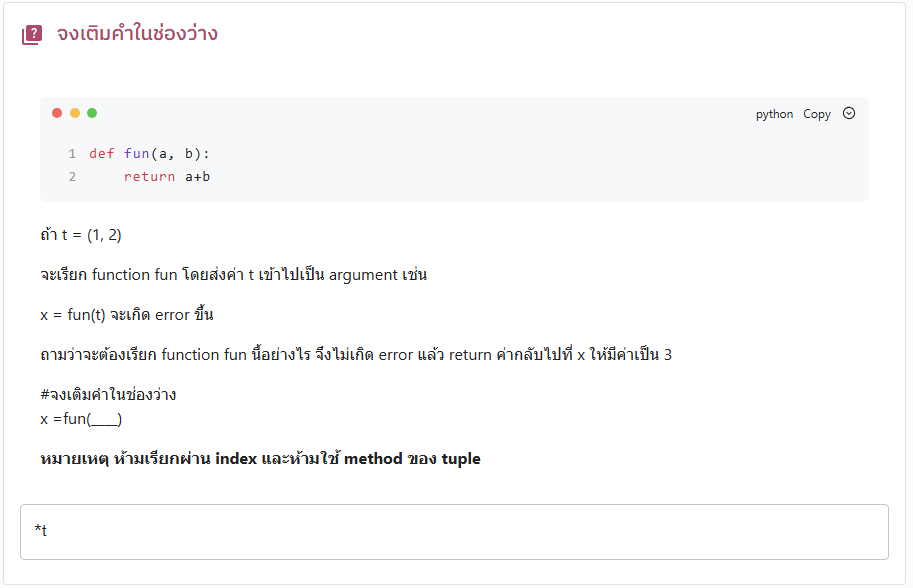 จงเติมคำในช่องว่าง
python Copy
1 def fun(a, b):
2     return a+b
ถ้า t = (1, 2)
จะเรียก function fun โดยส่งค่า t เข้าไปเป็น argument เช่น
x = fun(t) จะเกิด error ขึ้น
ถามว่าจะต้องเรียก function fun นี้อย่างไร จึงไม่เกิด error แล้ว return ค่ากลับไปที่ x ให้มีค่าเป็น 3
#จงเติมคำในช่องว่าง
x =fun(____)
หมายเหตุ ห้ามเรียกผ่าน index และห้ามใช้ method ของ tuple
*t